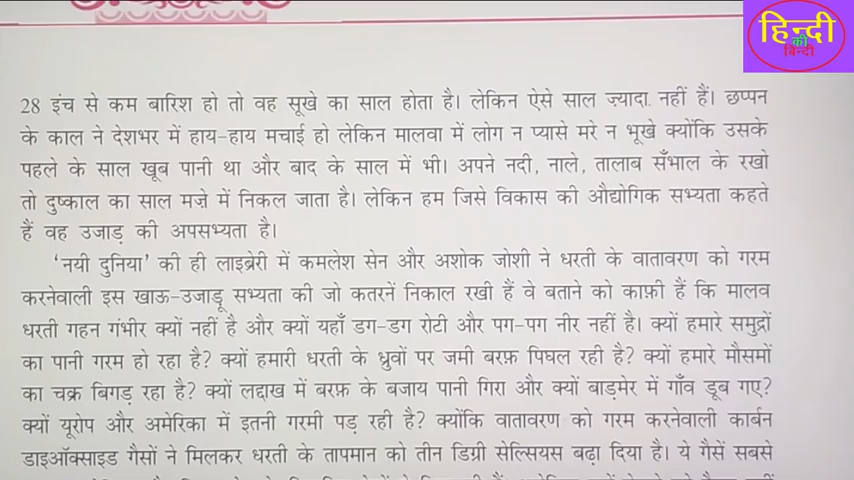 हिन्दी
की
बिन्दी
28 इंच से कम बारिश हो तो वह सूखे का साल होता है। लेकिन ऐसे साल ज़्यादा नहीं हैं। छप्पन
के काल ने देशभर में हाय-हाय मचाई हो लेकिन मालवा में लोग न प्यासे मरे न भूखे क्योंकि उसके
पहले के साल खूब पानी था और बाद के साल में भी। अपने नदी, नाले, तालाब सँभाल के रखो
तो दुष्काल का साल मज़े में निकल जाता है। लेकिन हम जिसे विकास की औद्योगिक सभ्यता कहते
हैं वह उजाड़ की अपसभ्यता है।
‘नयी दुनिया’ की ही लाइब्रेरी में कमलेश सेन और अशोक जोशी ने धरती के वातावरण को गरम
करनेवाली इस खाऊ-उजाड़ू सभ्यता की जो कतरनें निकाल रखी हैं वे बताने को काफ़ी हैं कि मालव
धरती गहन गंभीर क्यों नहीं है और क्यों यहाँ डग-डग रोटी और पग-पग नीर नहीं है। क्यों हमारे समुद्रों
का पानी गरम हो रहा है? क्यों हमारी धरती के ध्रुवों पर जमी बरफ़ पिघल रही है? क्यों हमारे मौसमों
का चक्र बिगड़ रहा है? क्यों लद्दाख में बरफ़ के बजाय पानी गिरा और क्यों बाड़मेर में गाँव डूब गए?
क्यों यूरोप और अमेरिका में इतनी गरमी पड़ रही है? क्योंकि वातावरण को गरम करनेवाली कार्बन
डाइऑक्साइड गैसों ने मिलकर धरती के तापमान को तीन डिग्री सेल्सियस बढ़ा दिया है। ये गैसें सबसे